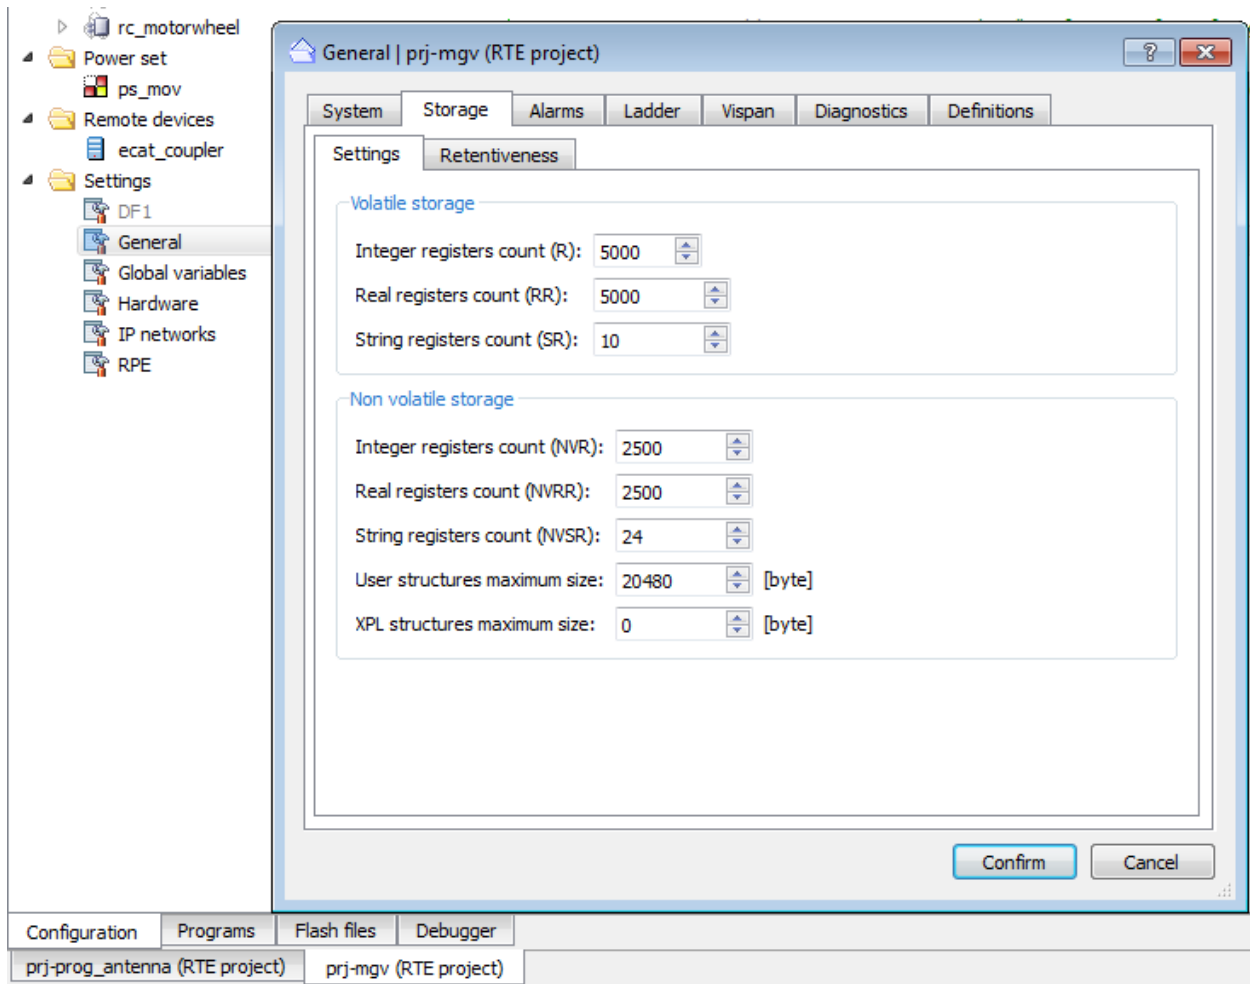 rc_motorwheel
Power set
ps_mov
Remote devices
ecat_coupler
Settings
DF1
General
Global variables
Hardware
IP networks
RPE
General | prj-mgv (RTE project)
System Storage Alarms Ladder Vispan Diagnostics Definitions
Settings Retentiveness
Volatile storage
Integer registers count (R): 5000
Real registers count (RR): 5000
String registers count (SR): 10
Non volatile storage
Integer registers count (NVR): 2500
Real registers count (NVRR): 2500
String registers count (NVSR): 24
User structures maximum size: 20480 [byte]
XPL structures maximum size: 0 [byte]
Confirm Cancel
Configuration Programs Flash files Debugger
prj-prog_antenna (RTE project) prj-mgv (RTE project)